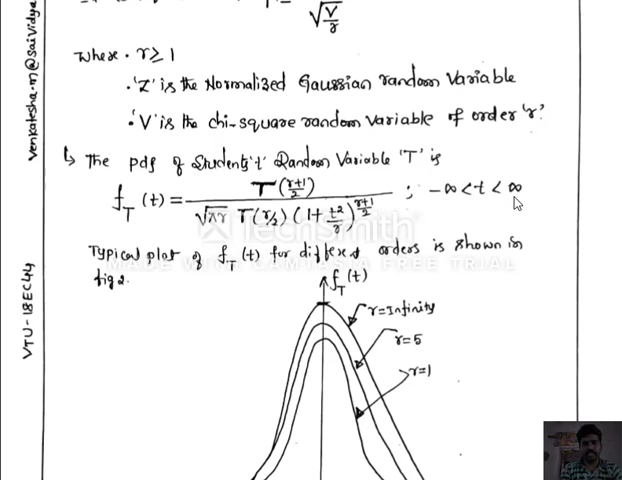 √V/r
where · r ≥ 1
· 'Z' is the Normalized Gaussian random Variable
· 'V' is the chi-square random variable of order 'r'.
↳ The pdf of Student's 't' Random Variable 'T' is
f_T (t) = Τ((r+1)/2) / (√πr Τ(r/2) (1 + t²/r)^((r+1)/2)) ; -∞ < t < ∞
TechSmith
MADE WITH CAMTASIA FREE TRIAL
Typical plot of f_T (t) for different orders is shown in
fig 2.
f_T (t)
r = Infinity
r = 5
r = 1
Venkatesha.m@saividya
VTU-18EC44